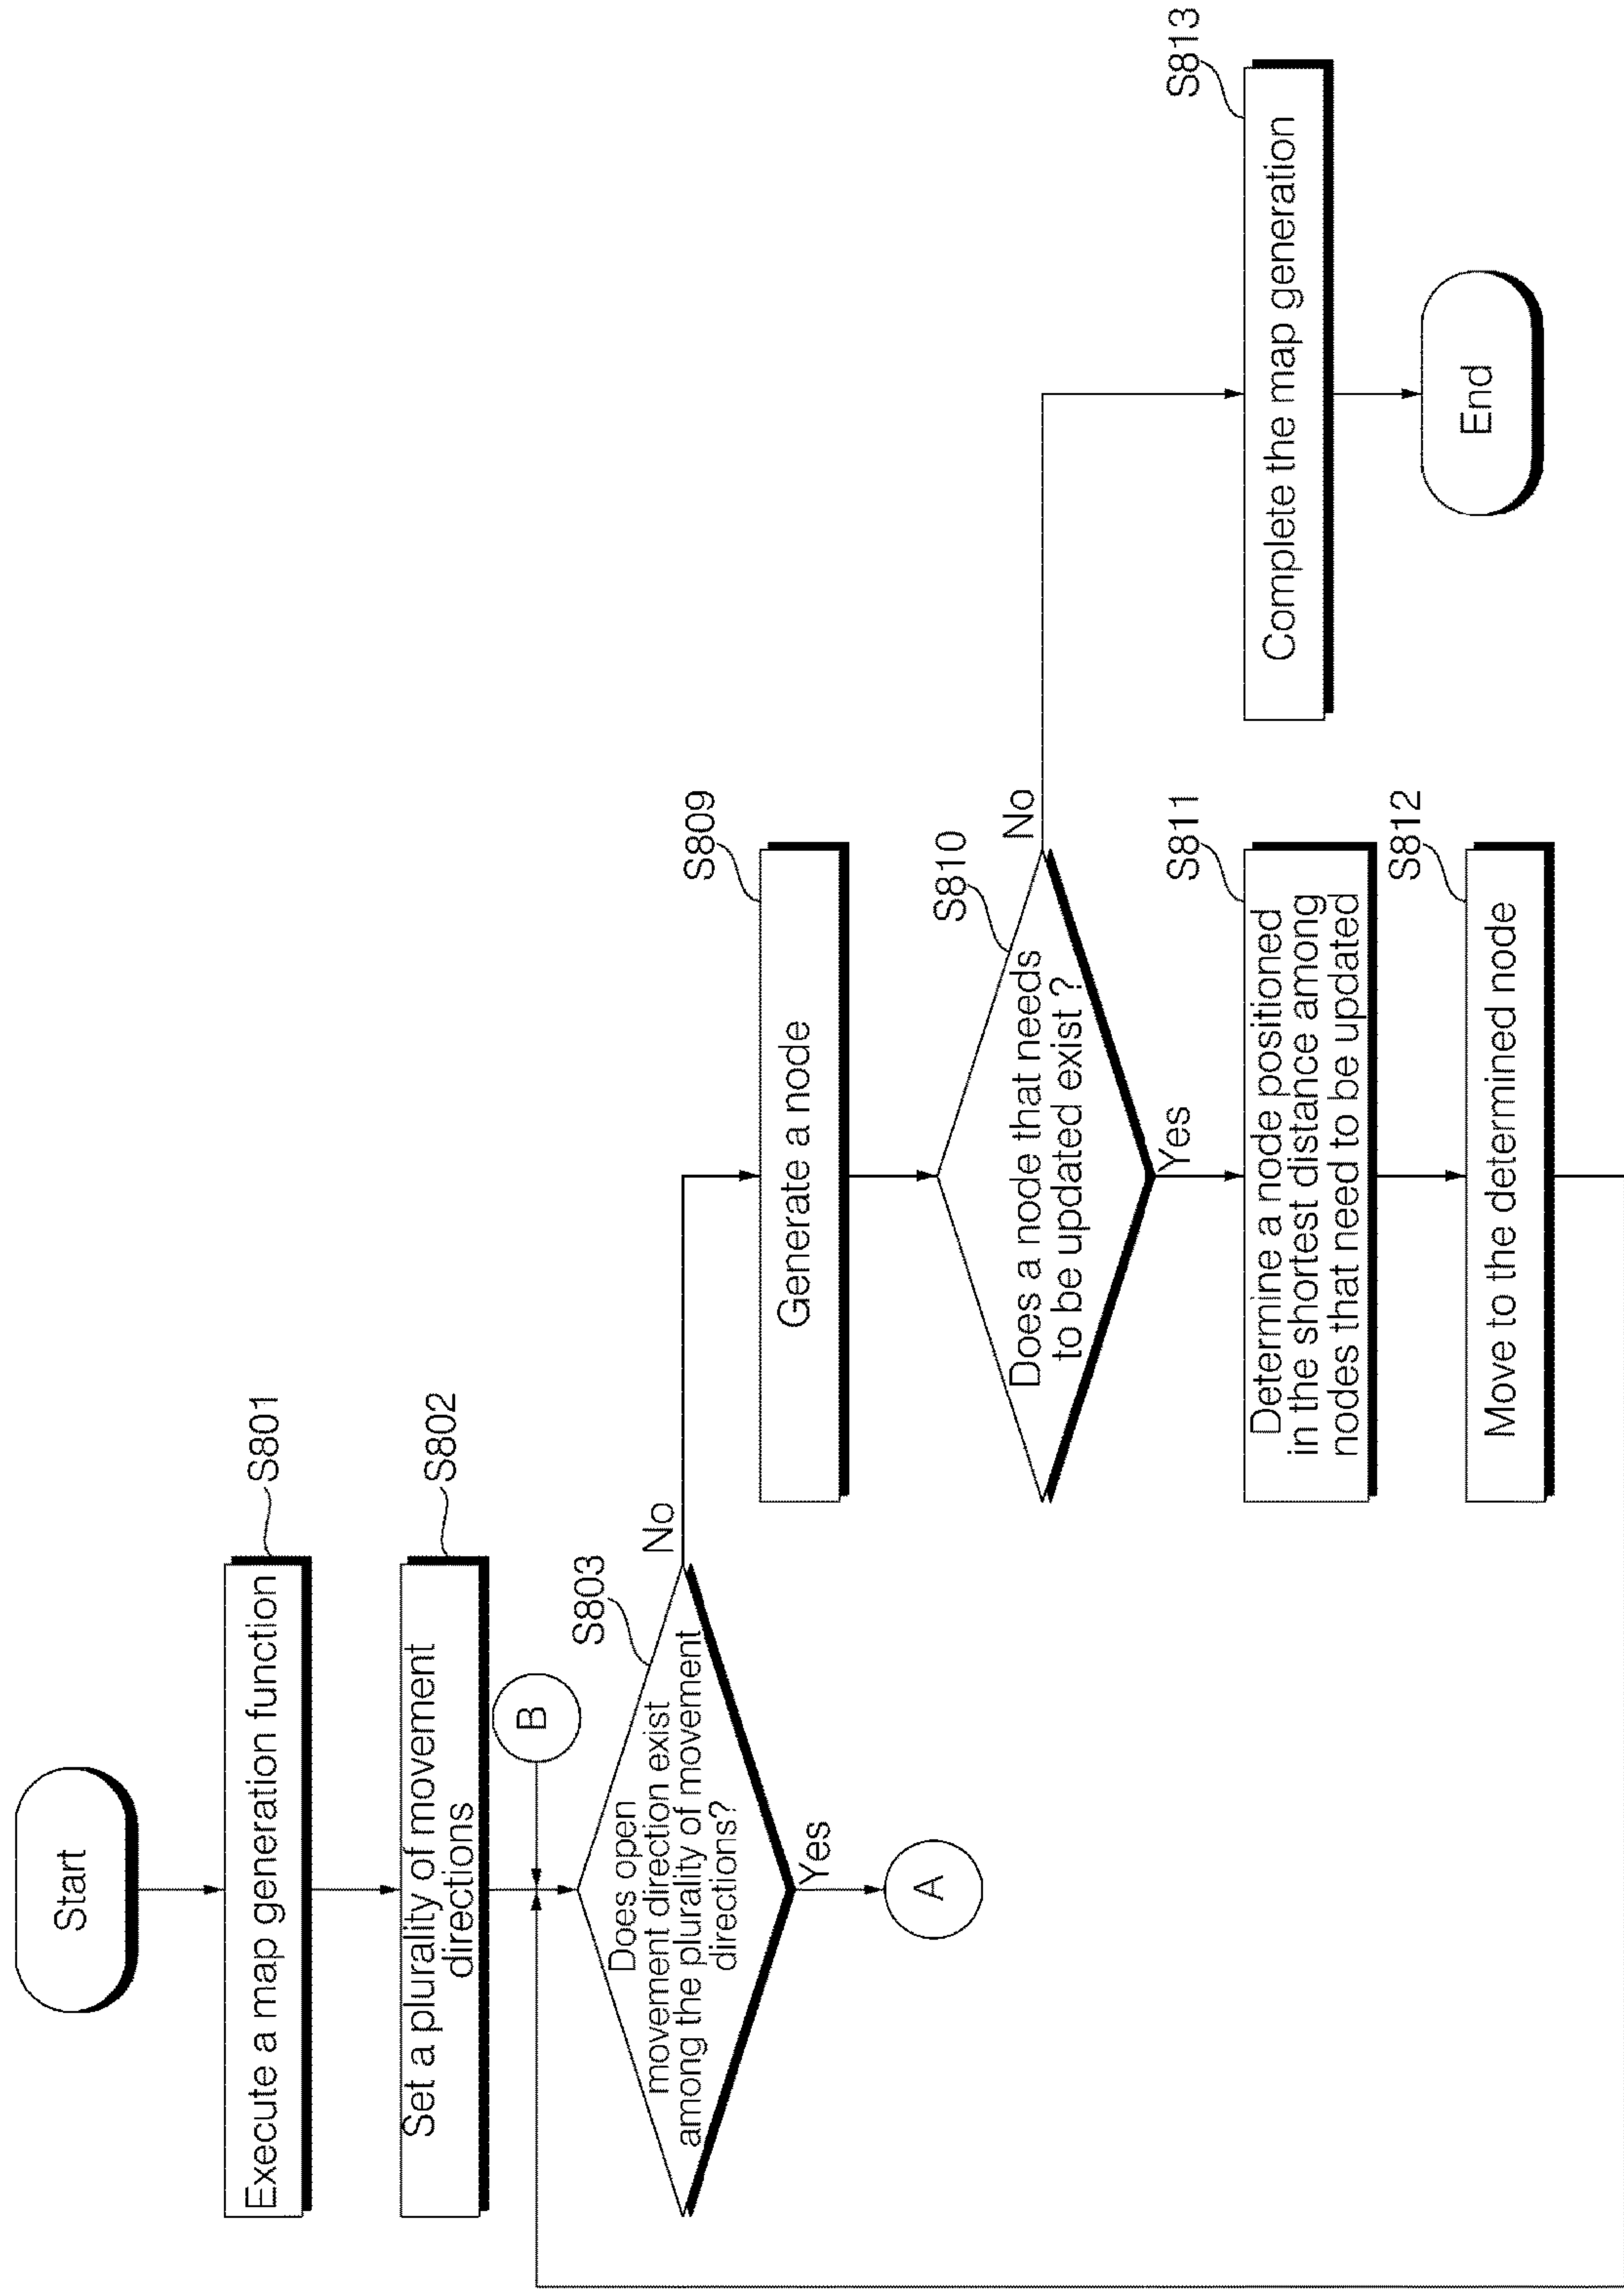 Start
S801
Execute a map generation function
S802
Set a plurality of movement
directions
B
S803
Does open
movement direction exist
among the plurality of movement
directions?
No
Yes
A
S809
Generate a node
S810
Does a node that needs
to be updated exist ?
No
Yes
S811
Determine a node positioned
in the shortest distance among
nodes that need to be updated
S812
Move to the determined node
S813
Complete the map generation
End